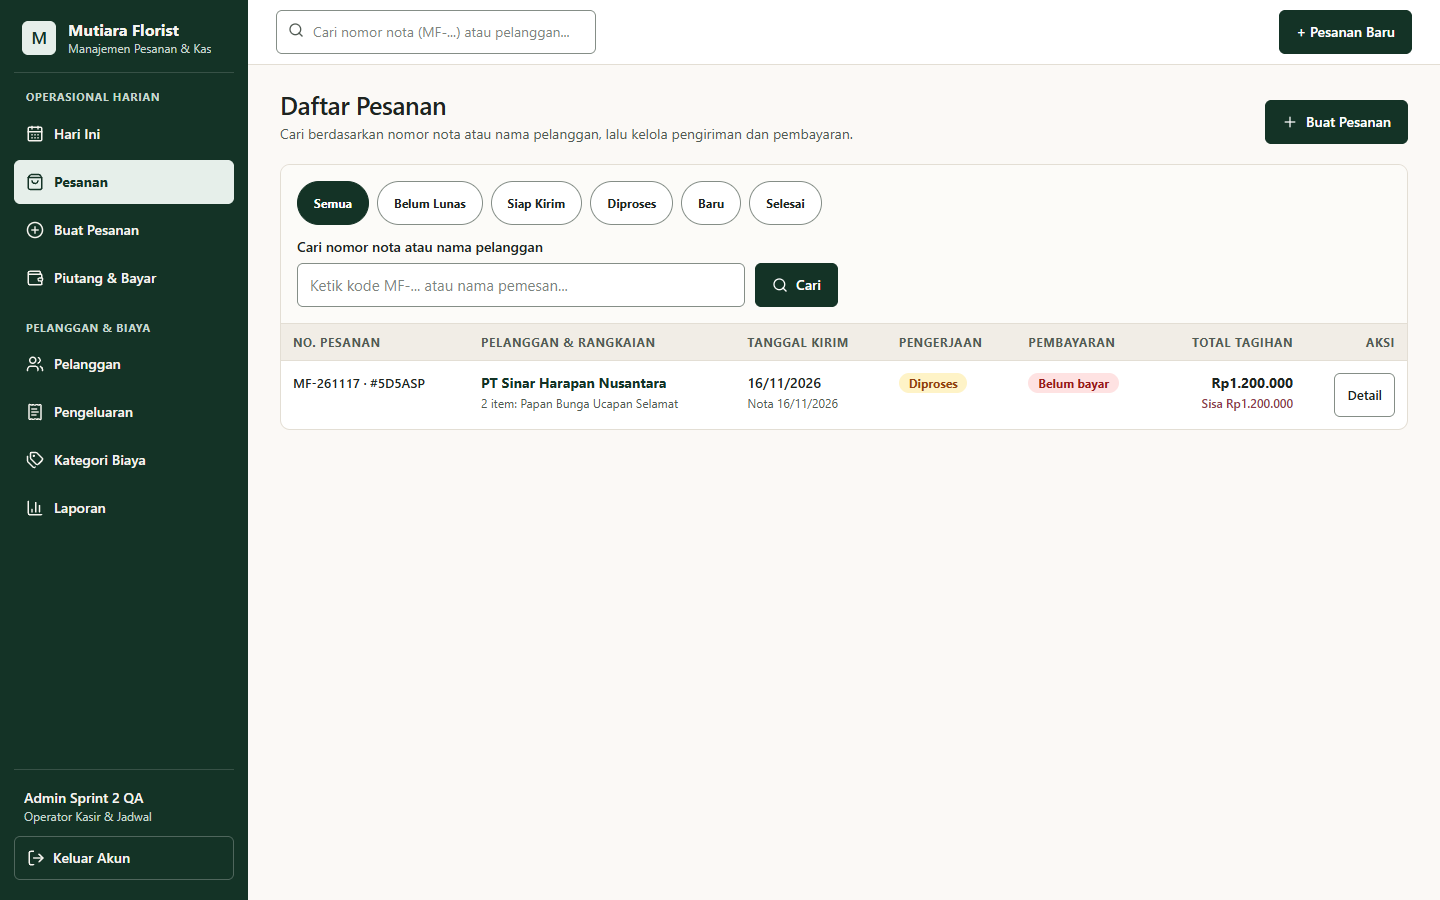 M
Mutiara Florist
Manajemen Pesanan & Kas
OPERASIONAL HARIAN
Hari Ini
Pesanan
Buat Pesanan
Piutang & Bayar
PELANGGAN & BIAYA
Pelanggan
Pengeluaran
Kategori Biaya
Laporan
Admin Sprint 2 QA
Operator Kasir & Jadwal
Keluar Akun
Cari nomor nota (MF-...) atau pelanggan...
+ Pesanan Baru
Daftar Pesanan
Cari berdasarkan nomor nota atau nama pelanggan, lalu kelola pengiriman dan pembayaran.
+ Buat Pesanan
Semua Belum Lunas Siap Kirim Diproses Baru Selesai
Cari nomor nota atau nama pelanggan
Ketik kode MF-... atau nama pemesan... Cari
NO. PESANAN PELANGGAN & RANGKAIAN TANGGAL KIRIM PENGERJAAN PEMBAYARAN TOTAL TAGIHAN AKSI
MF-261117 · #5D5ASP PT Sinar Harapan Nusantara 16/11/2026 Diproses Belum bayar Rp1.200.000 Detail
2 item: Papan Bunga Ucapan Selamat Nota 16/11/2026 Sisa Rp1.200.000